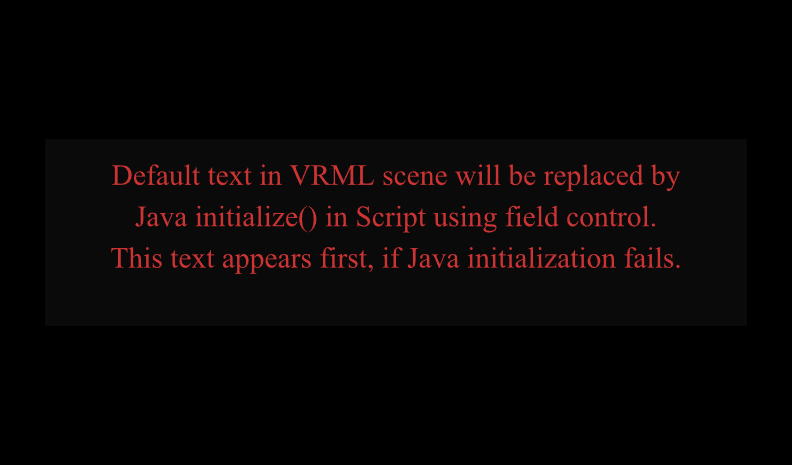 Default text in VRML scene will be replaced by
Java initialize() in Script using field control.
This text appears first, if Java initialization fails.